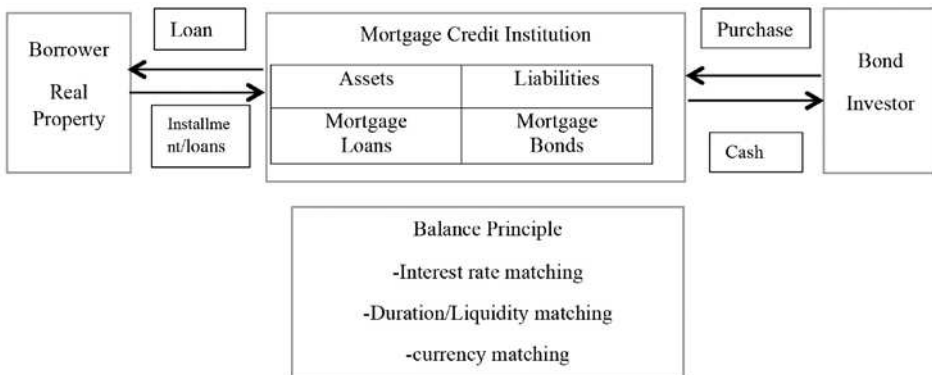 Borrower
Real
Property
Loan
Installme
nt/loans
Mortgage Credit Institution
Assets
Liabilities
Mortgage
Loans
Mortgage
Bonds
Purchase
Cash
Bond
Investor
Balance Principle
-Interest rate matching
-Duration/Liquidity matching
-currency matching